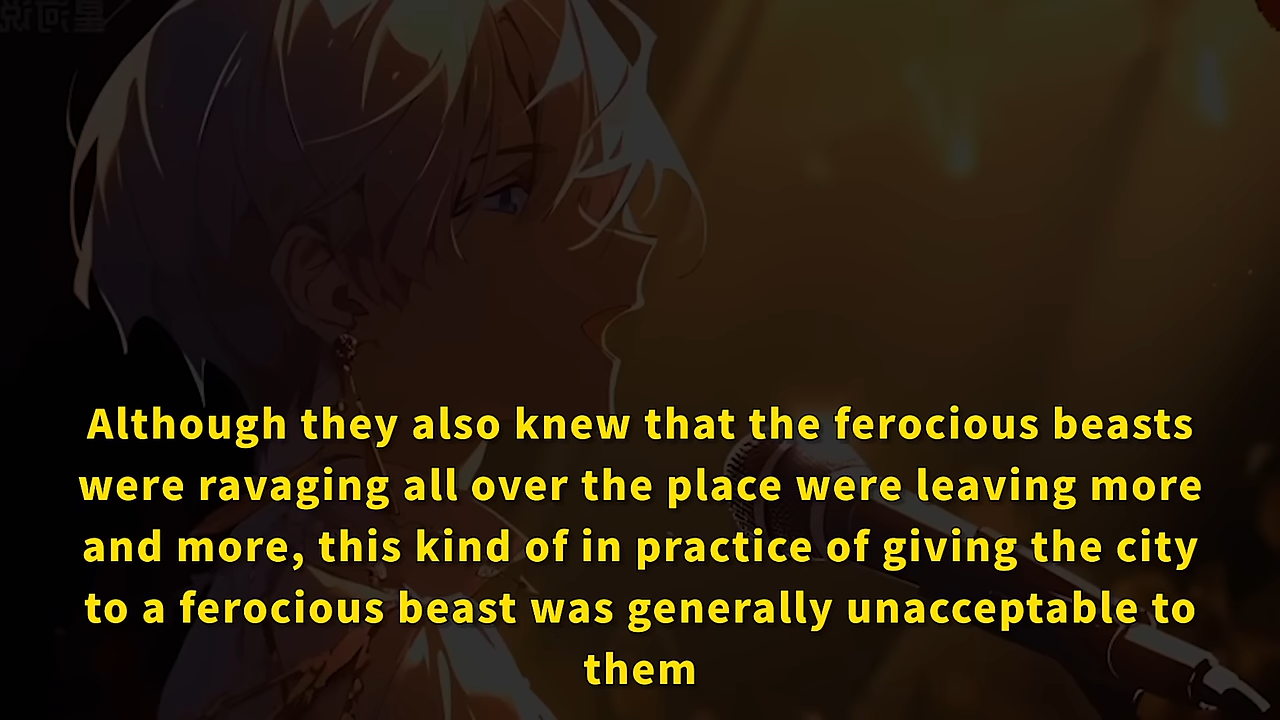 Although they also knew that the ferocious beasts
were ravaging all over the place were leaving more
and more, this kind of in practice of giving the city
to a ferocious beast was generally unacceptable to
them